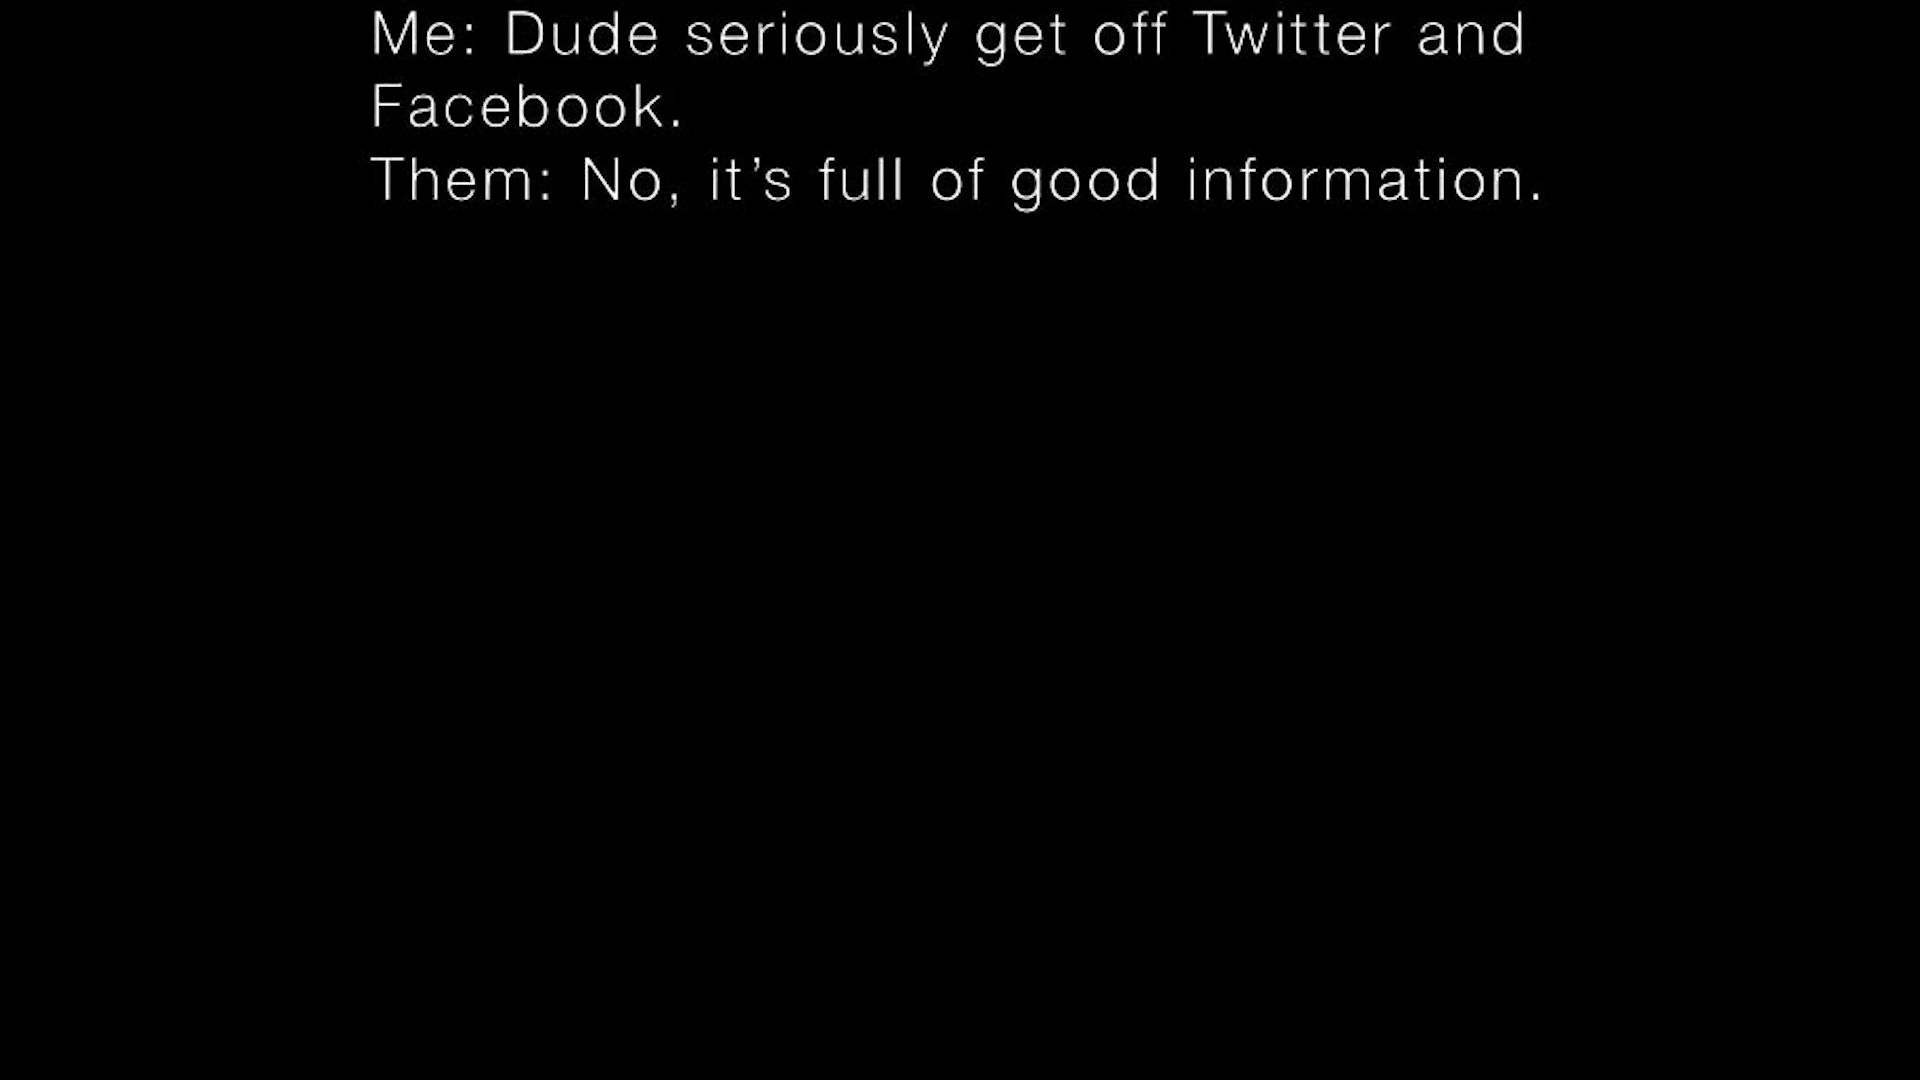 Me: Dude seriously get off Twitter and
Facebook.
Them: No, it’s full of good information.